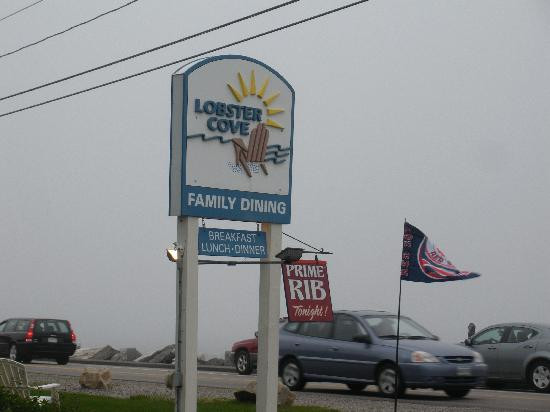 LOBSTER
COVE
FAMILY DINING
BREAKFAST
LUNCH • DINNER
PRIME
RIB
Tonight!